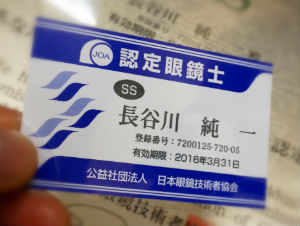 JOA
認定眼鏡士
SS
長谷川 純一
登録番号:7200125-720-05
有効期限:2016年3月31日
公益社団法人 日本眼鏡技術者協会